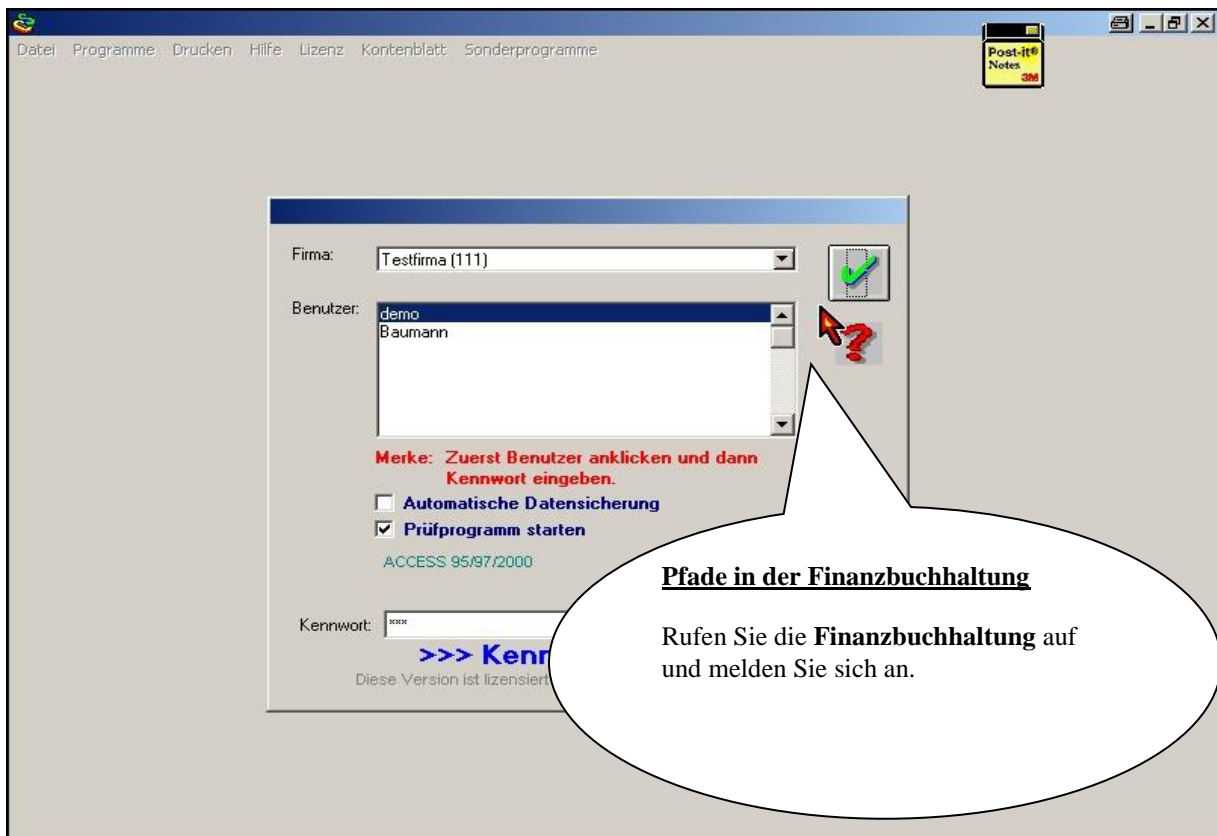 Datei Programme Drucken Hilfe Lizenz Kontenblatt Sonderprogramme
Post-it®
Notes
3M
Firma:
Testfirma (111)
Benutzer:
demo
Baumann
Merke: Zuerst Benutzer anklicken und dann
Kennwort eingeben.
Automatische Datensicherung
Prüfprogramm starten
ACCESS 95/97/2000
Kennwort:
***
>>> Kenn
Diese Version ist lizensiert
Pfade in der Finanzbuchhaltung
Rufen Sie die Finanzbuchhaltung auf
und melden Sie sich an.